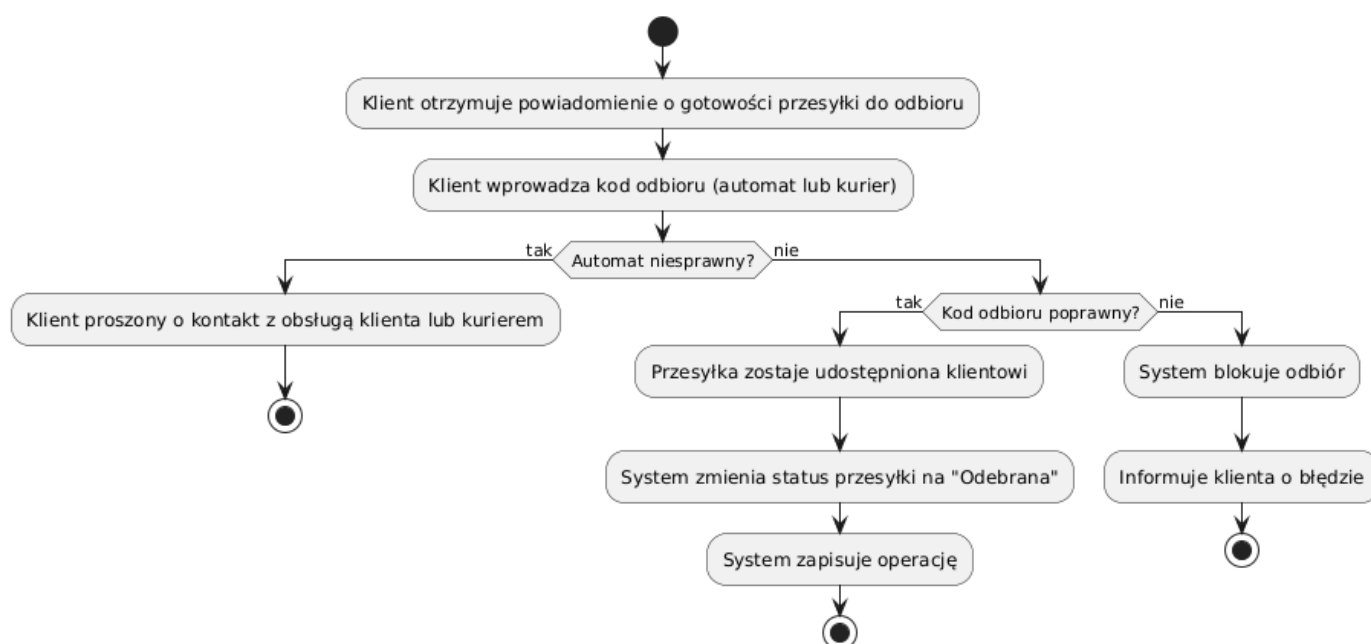 Klient otrzymuje powiadomienie o gotowości przesyłki do odbioru
Klient wprowadza kod odbioru (automat lub kurier)
tak
Automat niesprawny?
nie
Klient proszony o kontakt z obsługą klienta lub kurierem
tak
Kod odbioru poprawny?
nie
Przesyłka zostaje udostępniona klientowi
System blokuje odbiór
System zmienia status przesyłki na "Odebrana"
Informuje klienta o błędzie
System zapisuje operację